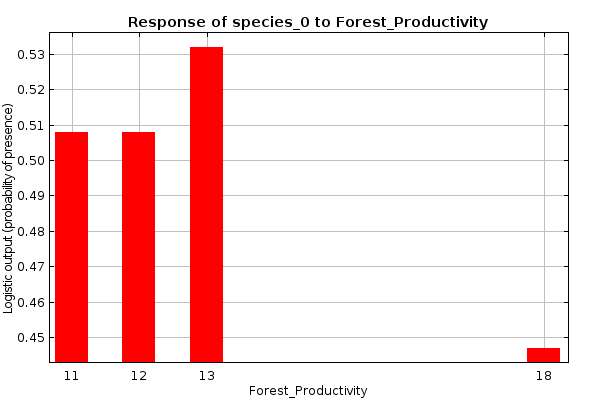 Response of species_0 to Forest_Productivity
Logistic output (probability of presence)
0.53
0.52
0.51
0.50
0.49
0.48
0.47
0.46
0.45
11 12 13 18
Forest_Productivity